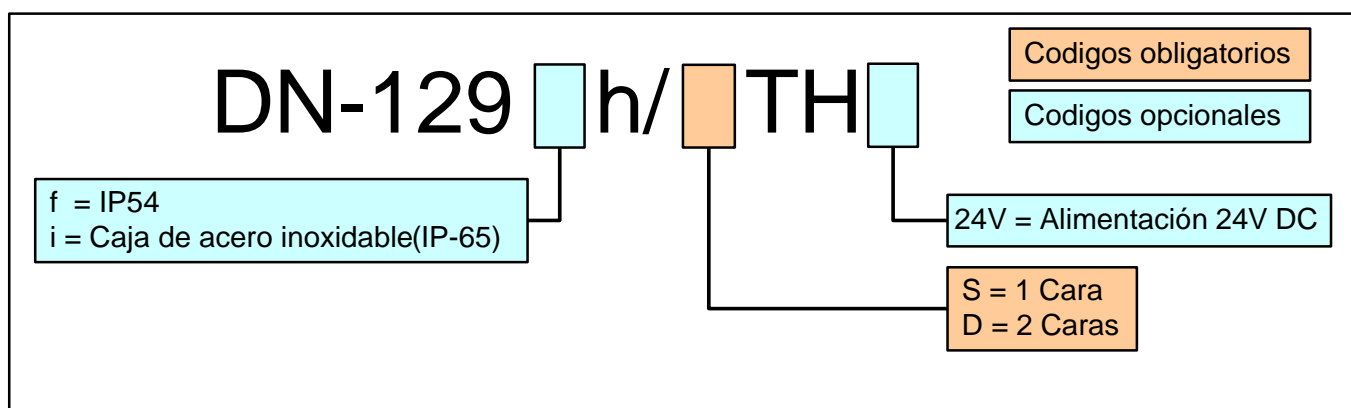 DN-129 h/ TH
Codigos obligatorios
Codigos opcionales
f = IP54
i = Caja de acero inoxidable(IP-65)
24V = Alimentación 24V DC
S = 1 Cara
D = 2 Caras